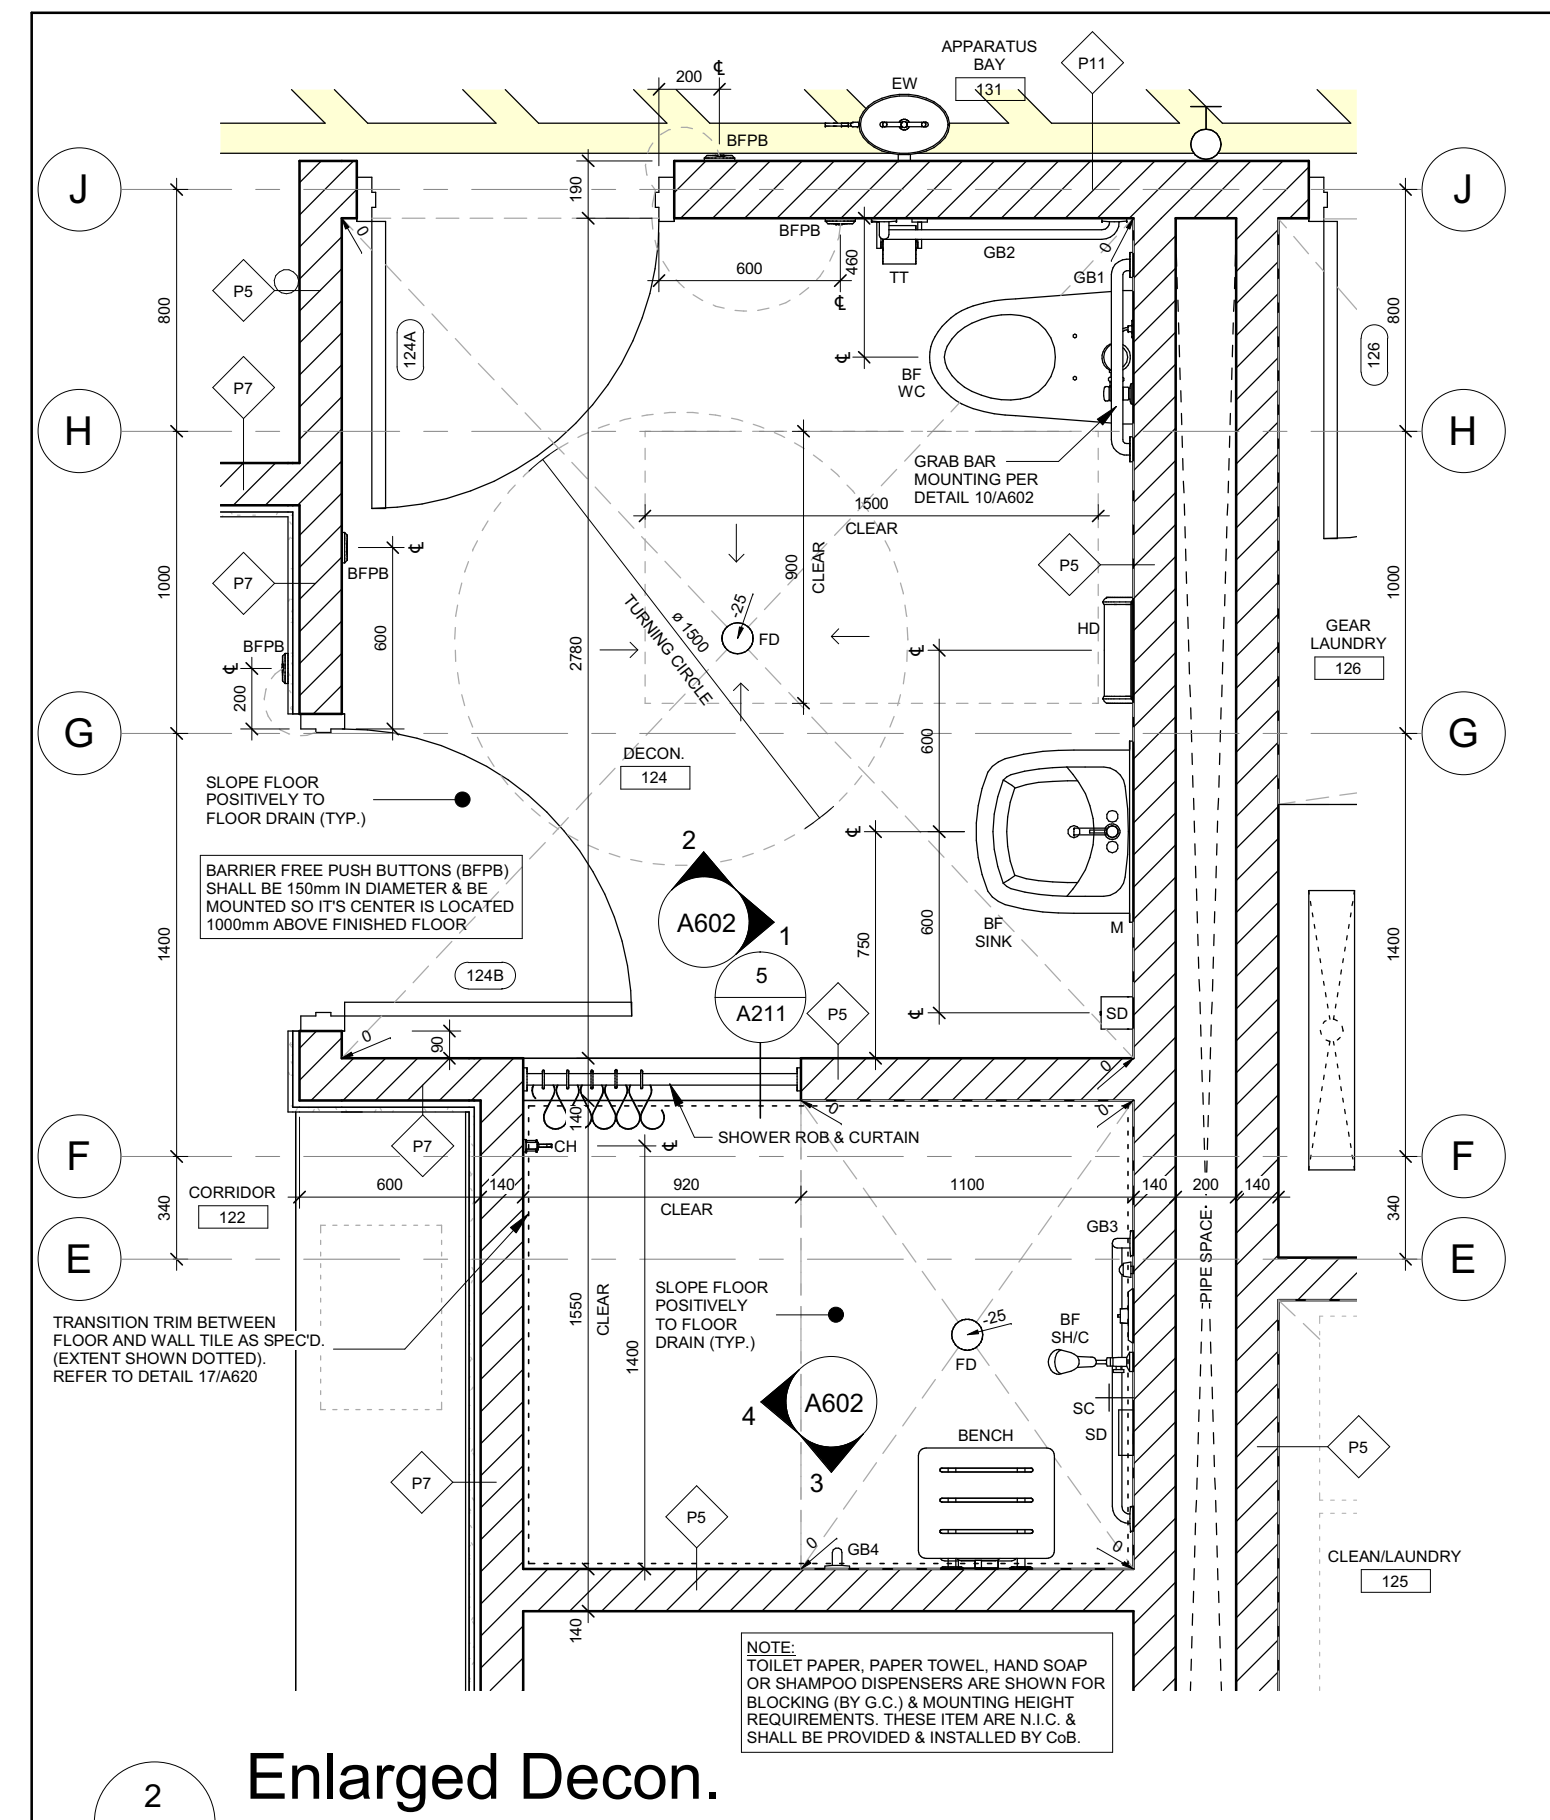 APPARATUS
BAY
131
P11
200
℄
EW
BFPB
J
J
190
BFPB
600
℄
460
TT
GB2
GB1
0
0
P5
800
124A
℄
BF
WC
126
800
P7
H
H
GRAB BAR
MOUNTING PER
DETAIL 10/A602
1500
CLEAR
900
CLEAR
P7
BFPB
℄
1000
600
P5
1000
ø 1500
TURNING CIRCLE
-25
FD
HD
GEAR
LAUNDRY
126
BFPB
℄
200
2780
℄
G
G
600
DECON.
124
SLOPE FLOOR
POSITIVELY TO
FLOOR DRAIN (TYP.)
℄
BARRIER FREE PUSH BUTTONS (BFPB)
SHALL BE 150mm IN DIAMETER & BE
MOUNTED SO IT'S CENTER IS LOCATED
1000mm ABOVE FINISHED FLOOR
2
A602
1
BF
SINK
M
1400
750
600
1400
124B
5
A211
P5
℄
SD
0
90
0
140
0
0
P7
CH
℄
SHOWER ROB & CURTAIN
F
F
CORRIDOR
122
600
140
920
CLEAR
1100
140
200
140
340
340
GB3
PIPE SPACE
E
E
TRANSITION TRIM BETWEEN
FLOOR AND WALL TILE AS SPEC'D.
(EXTENT SHOWN DOTTED).
REFER TO DETAIL 17/A620
1550
CLEAR
1400
SLOPE FLOOR
POSITIVELY
TO FLOOR
DRAIN (TYP.)
-25
FD
BF
SH/C
SC
SD
4
A602
3
BENCH
P7
P5
P5
0
GB4
0
CLEAN/LAUNDRY
125
140
NOTE:
TOILET PAPER, PAPER TOWEL, HAND SOAP
OR SHAMPOO DISPENSERS ARE SHOWN FOR
BLOCKING (BY G.C.) & MOUNTING HEIGHT
REQUIREMENTS. THESE ITEM ARE N.I.C. &
SHALL BE PROVIDED & INSTALLED BY CoB.
2
Enlarged Decon.